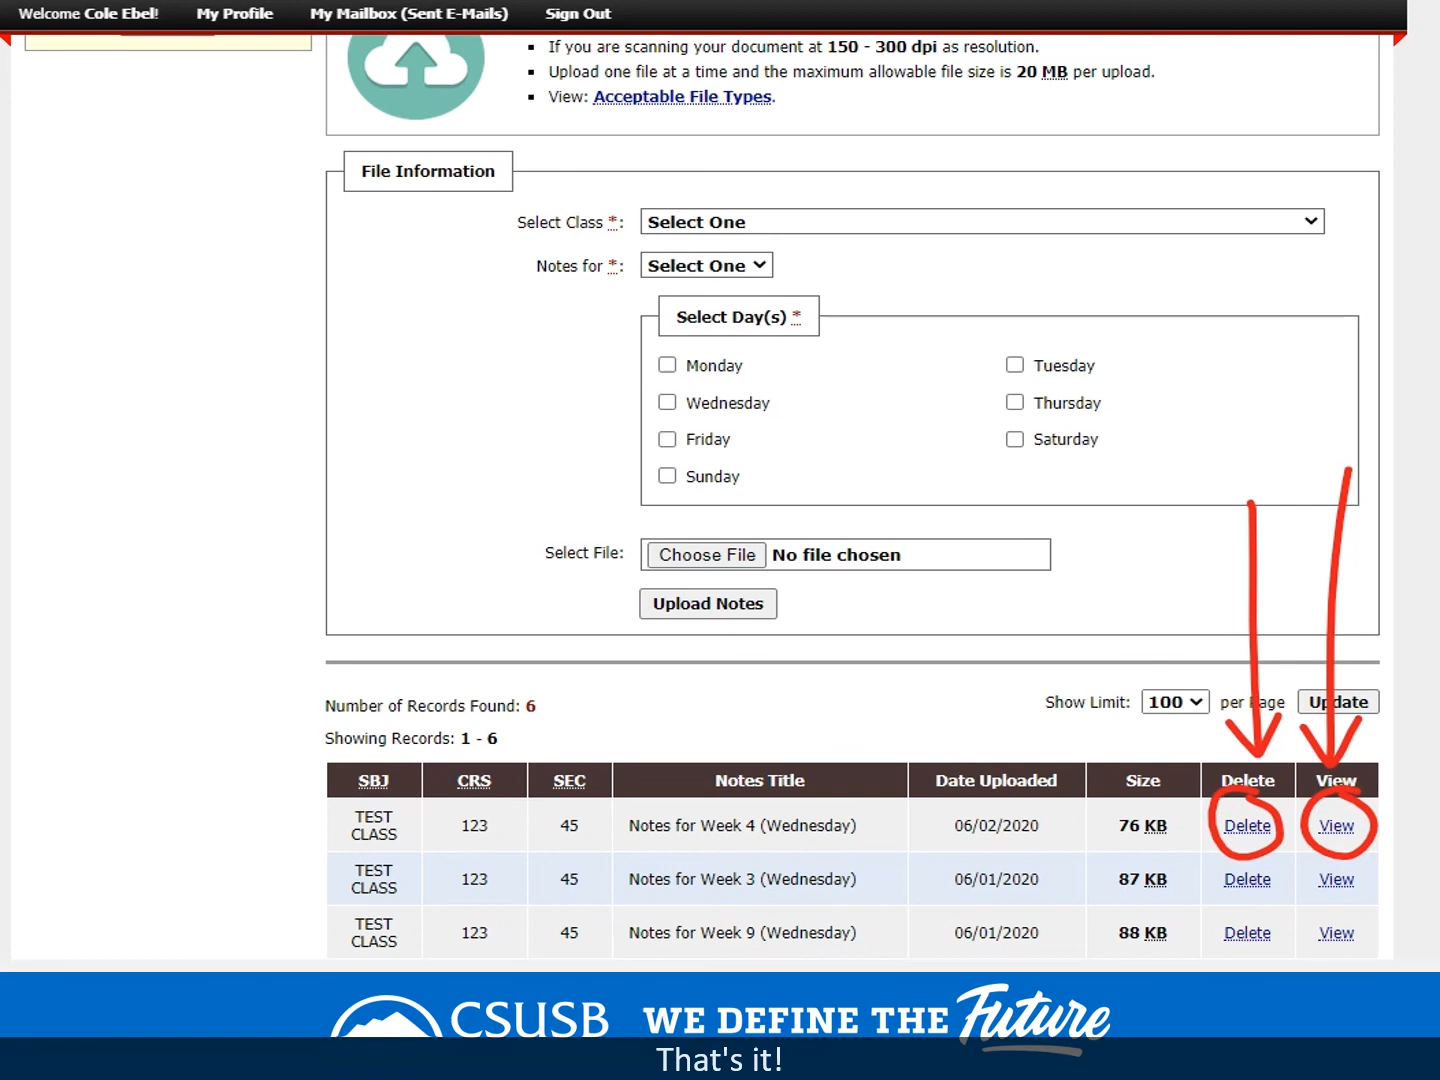 Welcome Cole Ebel! My Profile My Mailbox (Sent E-Mails) Sign Out
If you are scanning your document at 150 - 300 dpi as resolution.
Upload one file at a time and the maximum allowable file size is 20 MB per upload.
View: Acceptable File Types.
File Information
Select Class *: Select One
Notes for *: Select One
Select Day(s) *
Monday Tuesday
Wednesday Thursday
Friday Saturday
Sunday
Select File: Choose File No file chosen
Upload Notes
Number of Records Found: 6 Show Limit: 100 per Page Update
Showing Records: 1 - 6
SBJ CRS SEC Notes Title Date Uploaded Size Delete View
TEST CLASS 123 45 Notes for Week 4 (Wednesday) 06/02/2020 76 KB Delete View
TEST CLASS 123 45 Notes for Week 3 (Wednesday) 06/01/2020 87 KB Delete View
TEST CLASS 123 45 Notes for Week 9 (Wednesday) 06/01/2020 88 KB Delete View
CSUSB WE DEFINE THE Future
That's it!